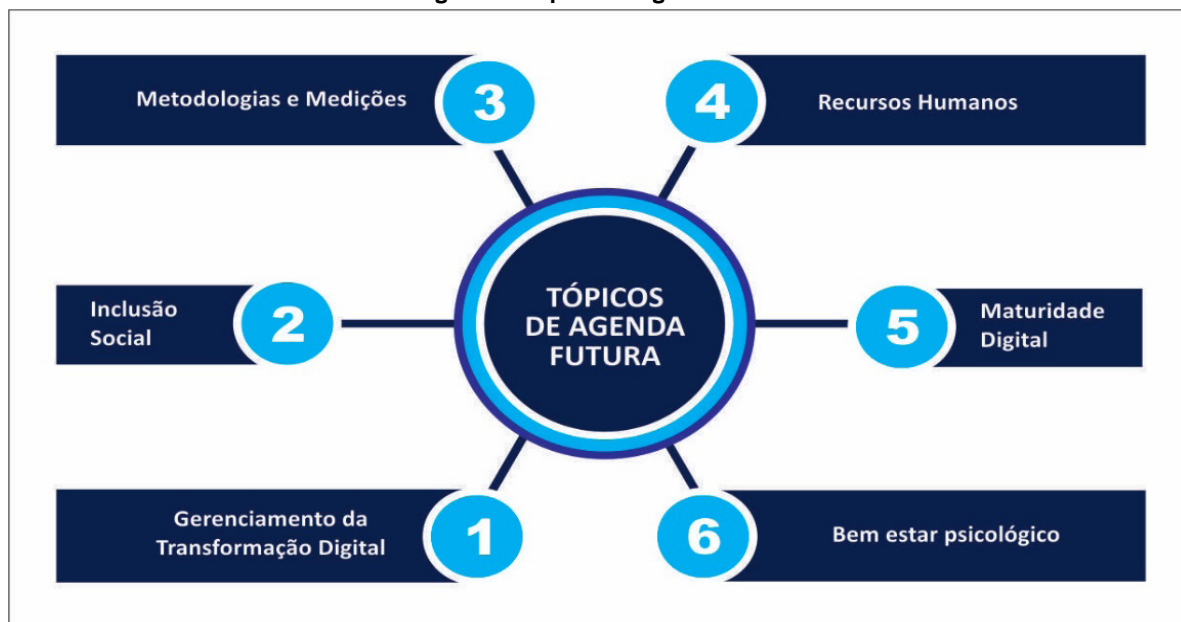 Metodologias e Medições
3
4
Recursos Humanos
Inclusão
Social
2
TÓPICOS
DE AGENDA
FUTURA
5
Maturidade
Digital
Gerenciamento da
Transformação Digital
1
6
Bem estar psicológico